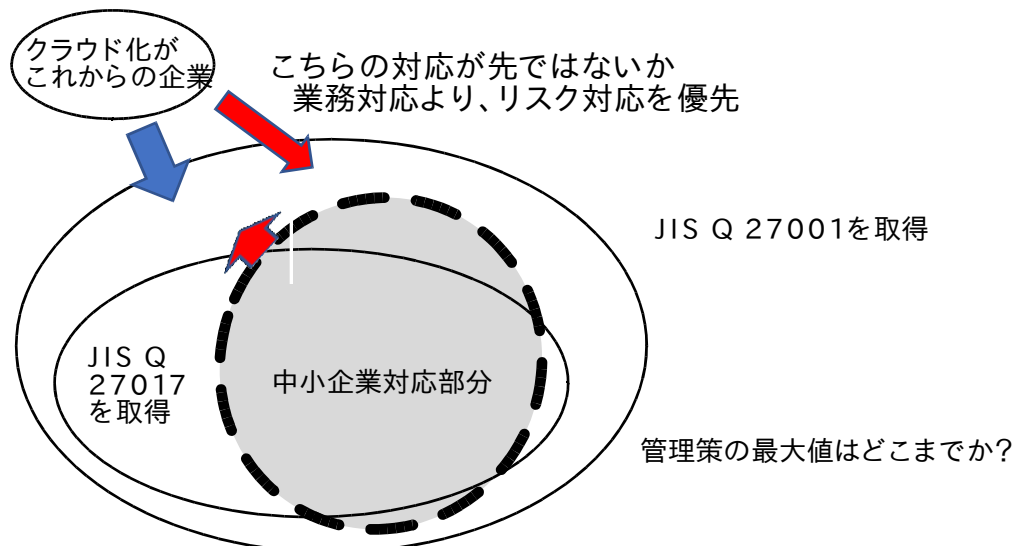 クラウド化が
これからの企業
こちらの対応が先ではないか
業務対応より、リスク対応を優先
JIS Q 27001を取得
JIS Q
27017
を取得
中小企業対応部分
管理策の最大値はどこまでか?